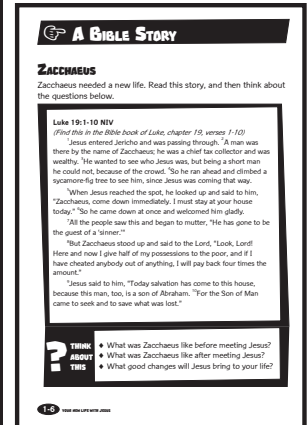 A BIBLE STORY
ZACCHAEUS
Zacchaeus needed a new life. Read this story, and then think about
the questions below.
Luke 19:1-10 NIV
(Find this in the Bible book of Luke, chapter 19, verses 1-10)
1Jesus entered Jericho and was passing through. 2A man was
there by the name of Zacchaeus; he was a chief tax collector and was
wealthy. 3He wanted to see who Jesus was, but being a short man
he could not, because of the crowd. 4So he ran ahead and climbed a
sycamore-fig tree to see him, since Jesus was coming that way.
5When Jesus reached the spot, he looked up and said to him,
"Zacchaeus, come down immediately. I must stay at your house
today." 6So he came down at once and welcomed him gladly.
7All the people saw this and began to mutter, "He has gone to be
the guest of a 'sinner.'"
8But Zacchaeus stood up and said to the Lord, "Look, Lord!
Here and now I give half of my possessions to the poor, and if I
have cheated anybody out of anything, I will pay back four times the
amount."
9Jesus said to him, "Today salvation has come to this house,
because this man, too, is a son of Abraham. 10For the Son of Man
came to seek and to save what was lost."
? THINK ABOUT THIS
♦ What was Zacchaeus like before meeting Jesus?
♦ What was Zacchaeus like after meeting Jesus?
♦ What good changes will Jesus bring to your life?
1-6 YOUR NEW LIFE WITH JESUS